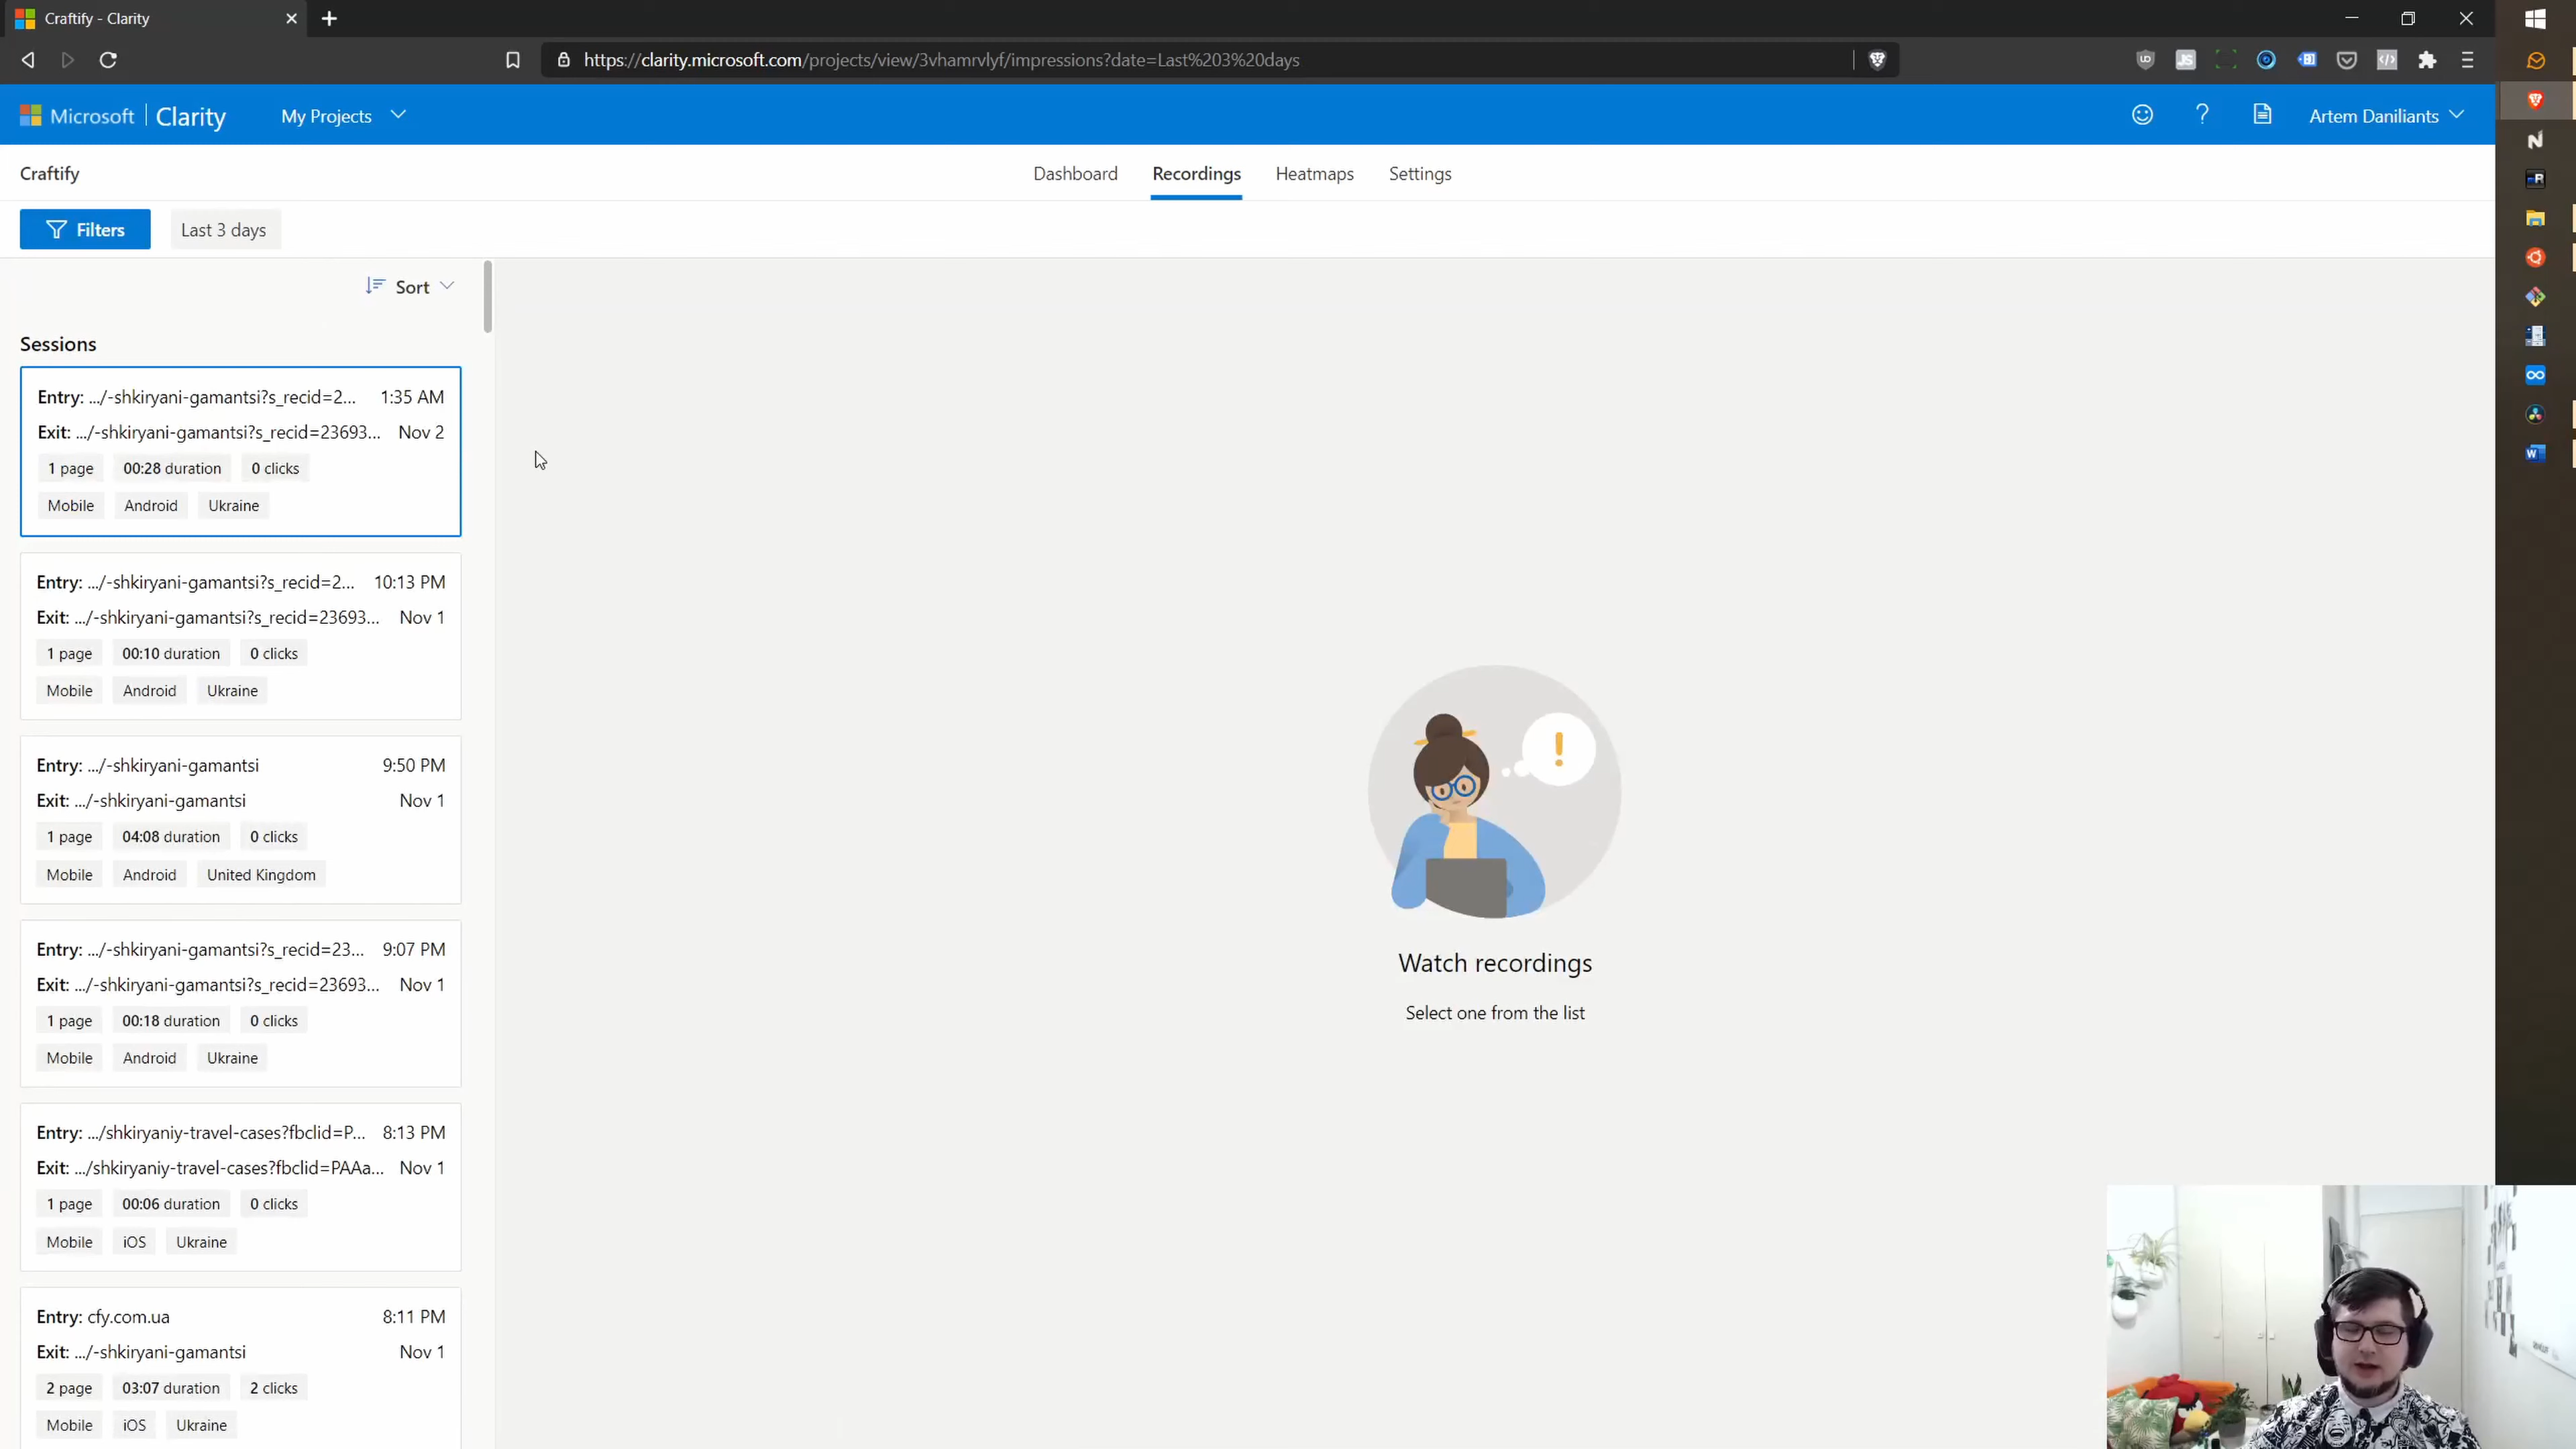 Craftify - Clarity
https://clarity.microsoft.com/projects/view/3vhamrvlyf/impressions?date=Last%203%20days
Microsoft | Clarity My Projects
Artem Daniliants
Craftify
Dashboard Recordings Heatmaps Settings
Filters Last 3 days
Sort
Sessions
Entry: .../-shkiryani-gamantsi?s_recid=2... 1:35 AM
Exit: .../-shkiryani-gamantsi?s_recid=23693... Nov 2
1 page 00:28 duration 0 clicks
Mobile Android Ukraine
Entry: .../-shkiryani-gamantsi?s_recid=2... 10:13 PM
Exit: .../-shkiryani-gamantsi?s_recid=23693... Nov 1
1 page 00:10 duration 0 clicks
Mobile Android Ukraine
Entry: .../-shkiryani-gamantsi 9:50 PM
Exit: .../-shkiryani-gamantsi Nov 1
1 page 04:08 duration 0 clicks
Mobile Android United Kingdom
Entry: .../-shkiryani-gamantsi?s_recid=23... 9:07 PM
Exit: .../-shkiryani-gamantsi?s_recid=23693... Nov 1
1 page 00:18 duration 0 clicks
Mobile Android Ukraine
Entry: .../shkiryaniy-travel-cases?fbclid=P... 8:13 PM
Exit: .../shkiryaniy-travel-cases?fbclid=PAAa... Nov 1
1 page 00:06 duration 0 clicks
Mobile iOS Ukraine
Entry: cfy.com.ua 8:11 PM
Exit: .../-shkiryani-gamantsi Nov 1
2 page 03:07 duration 2 clicks
Mobile iOS Ukraine
Watch recordings
Select one from the list